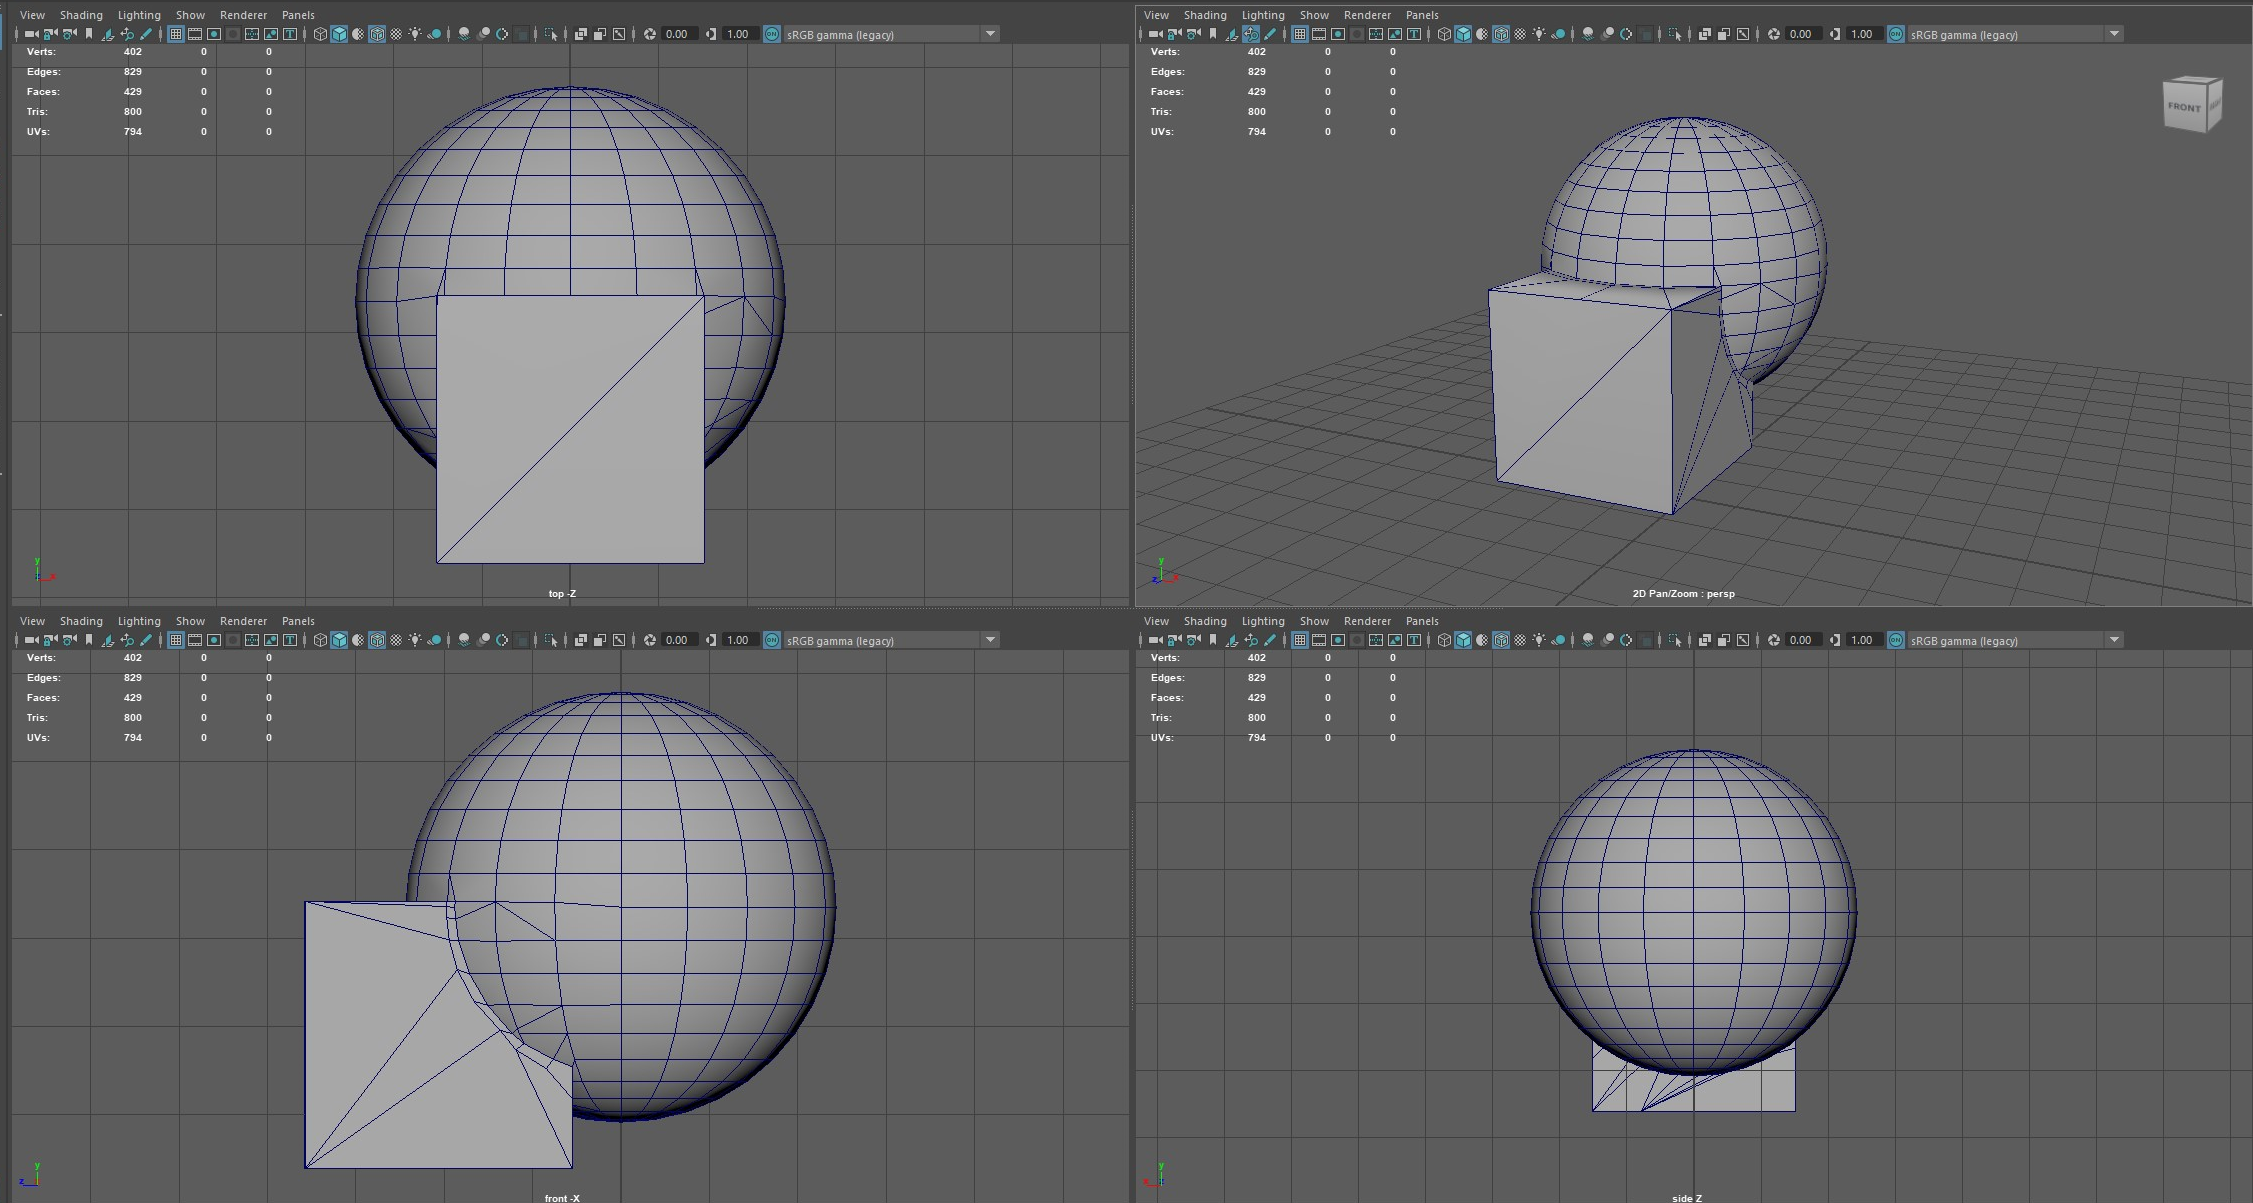 View Shading Lighting Show Renderer Panels
0.00 1.00 ON sRGB gamma (legacy)
Verts: 402 0 0
Edges: 829 0 0
Faces: 429 0 0
Tris: 800 0 0
UVs: 794 0 0
y
x
top -Z
View Shading Lighting Show Renderer Panels
0.00 1.00 ON sRGB gamma (legacy)
Verts: 402 0 0
Edges: 829 0 0
Faces: 429 0 0
Tris: 800 0 0
UVs: 794 0 0
FRONT
y
z x
2D Pan/Zoom : persp
View Shading Lighting Show Renderer Panels
0.00 1.00 ON sRGB gamma (legacy)
Verts: 402 0 0
Edges: 829 0 0
Faces: 429 0 0
Tris: 800 0 0
UVs: 794 0 0
y
z
front -X
View Shading Lighting Show Renderer Panels
0.00 1.00 ON sRGB gamma (legacy)
Verts: 402 0 0
Edges: 829 0 0
Faces: 429 0 0
Tris: 800 0 0
UVs: 794 0 0
y
x
side Z